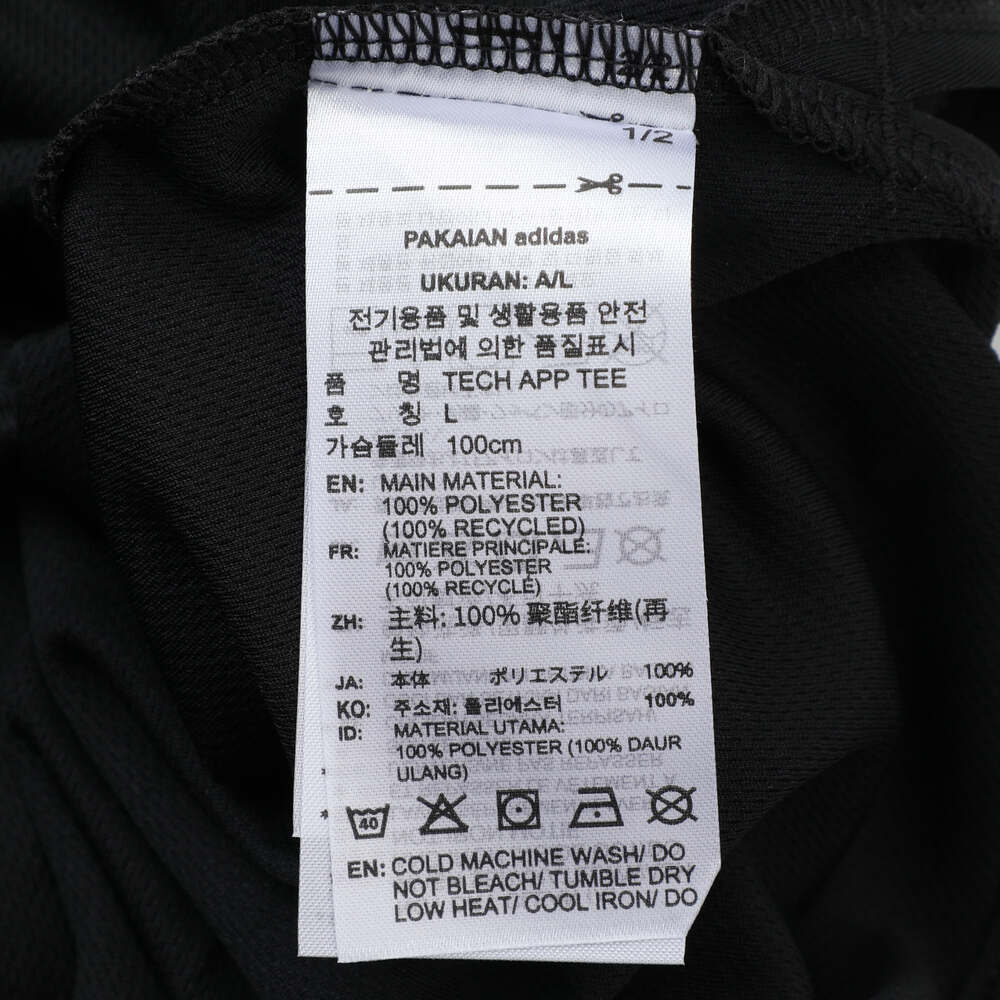 1/2
PAKAIAN adidas
UKURAN: A/L
전기용품 및 생활용품 안전
관리법에 의한 품질표시
품 명 TECH APP TEE
호 칭 L
가슴둘레 100cm
EN: MAIN MATERIAL:
100% POLYESTER
(100% RECYCLED)
FR: MATIERE PRINCIPALE:
100% POLYESTER
(100% RECYCLÉ)
ZH: 主料: 100% 聚酯纤维(再
生)
JA: 本体 ポリエステル 100%
KO: 주소재: 폴리에스터 100%
ID: MATERIAL UTAMA:
100% POLYESTER (100% DAUR
ULANG)
40
EN: COLD MACHINE WASH/ DO
NOT BLEACH/ TUMBLE DRY
LOW HEAT/ COOL IRON/ DO